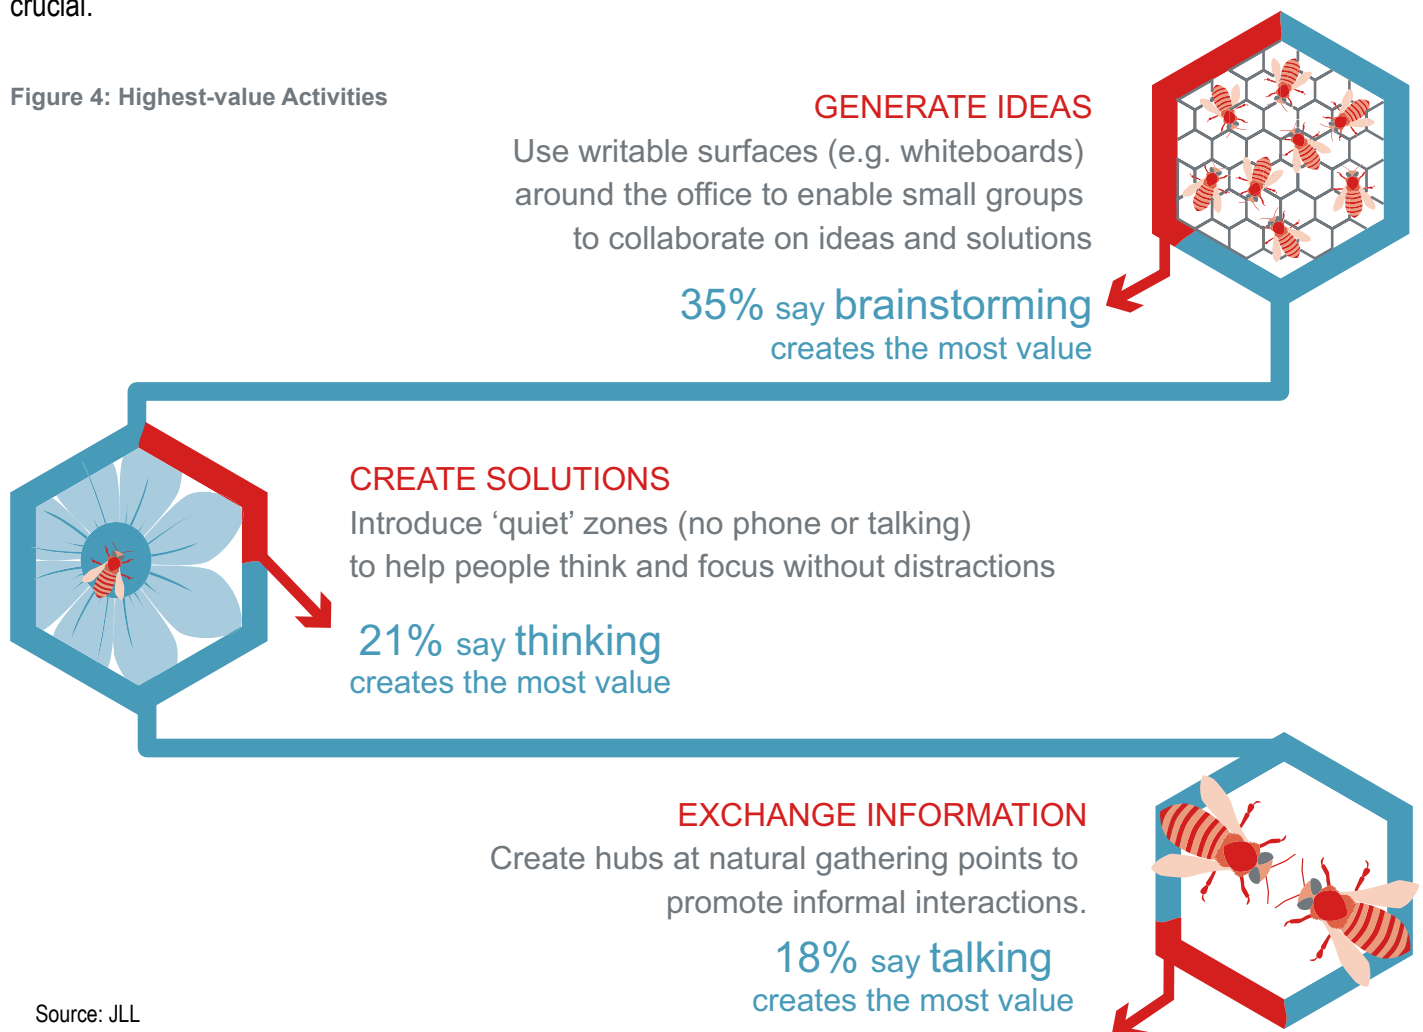 crucial.
Figure 4: Highest-value Activities
GENERATE IDEAS
Use writable surfaces (e.g. whiteboards)
around the office to enable small groups
to collaborate on ideas and solutions
35% say brainstorming
creates the most value
CREATE SOLUTIONS
Introduce ‘quiet’ zones (no phone or talking)
to help people think and focus without distractions
21% say thinking
creates the most value
EXCHANGE INFORMATION
Create hubs at natural gathering points to
promote informal interactions.
18% say talking
creates the most value
Source: JLL